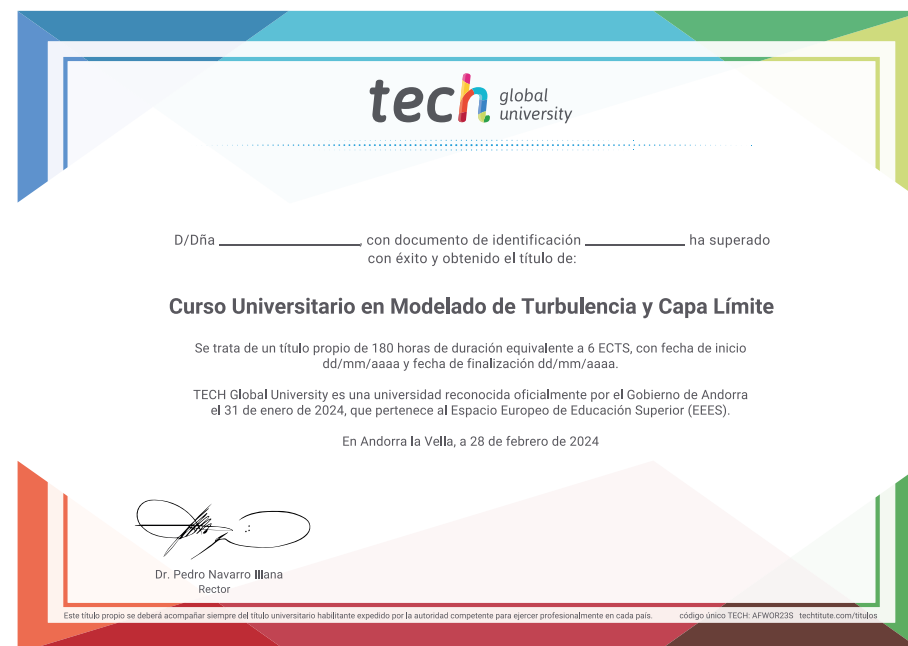 tech global university
D/Dña ______________________, con documento de identificación ________________ ha superado
con éxito y obtenido el título de:
Curso Universitario en Modelado de Turbulencia y Capa Límite
Se trata de un título propio de 180 horas de duración equivalente a 6 ECTS, con fecha de inicio
dd/mm/aaaa y fecha de finalización dd/mm/aaaa.
TECH Global University es una universidad reconocida oficialmente por el Gobierno de Andorra
el 31 de enero de 2024, que pertenece al Espacio Europeo de Educación Superior (EEES).
En Andorra la Vella, a 28 de febrero de 2024
Dr. Pedro Navarro Illana
Rector
Este título propio se deberá acompañar siempre del título universitario habilitante expedido por la autoridad competente para ejercer profesionalmente en cada país. código único TECH: AFWOR23S techtitute.com/titulos